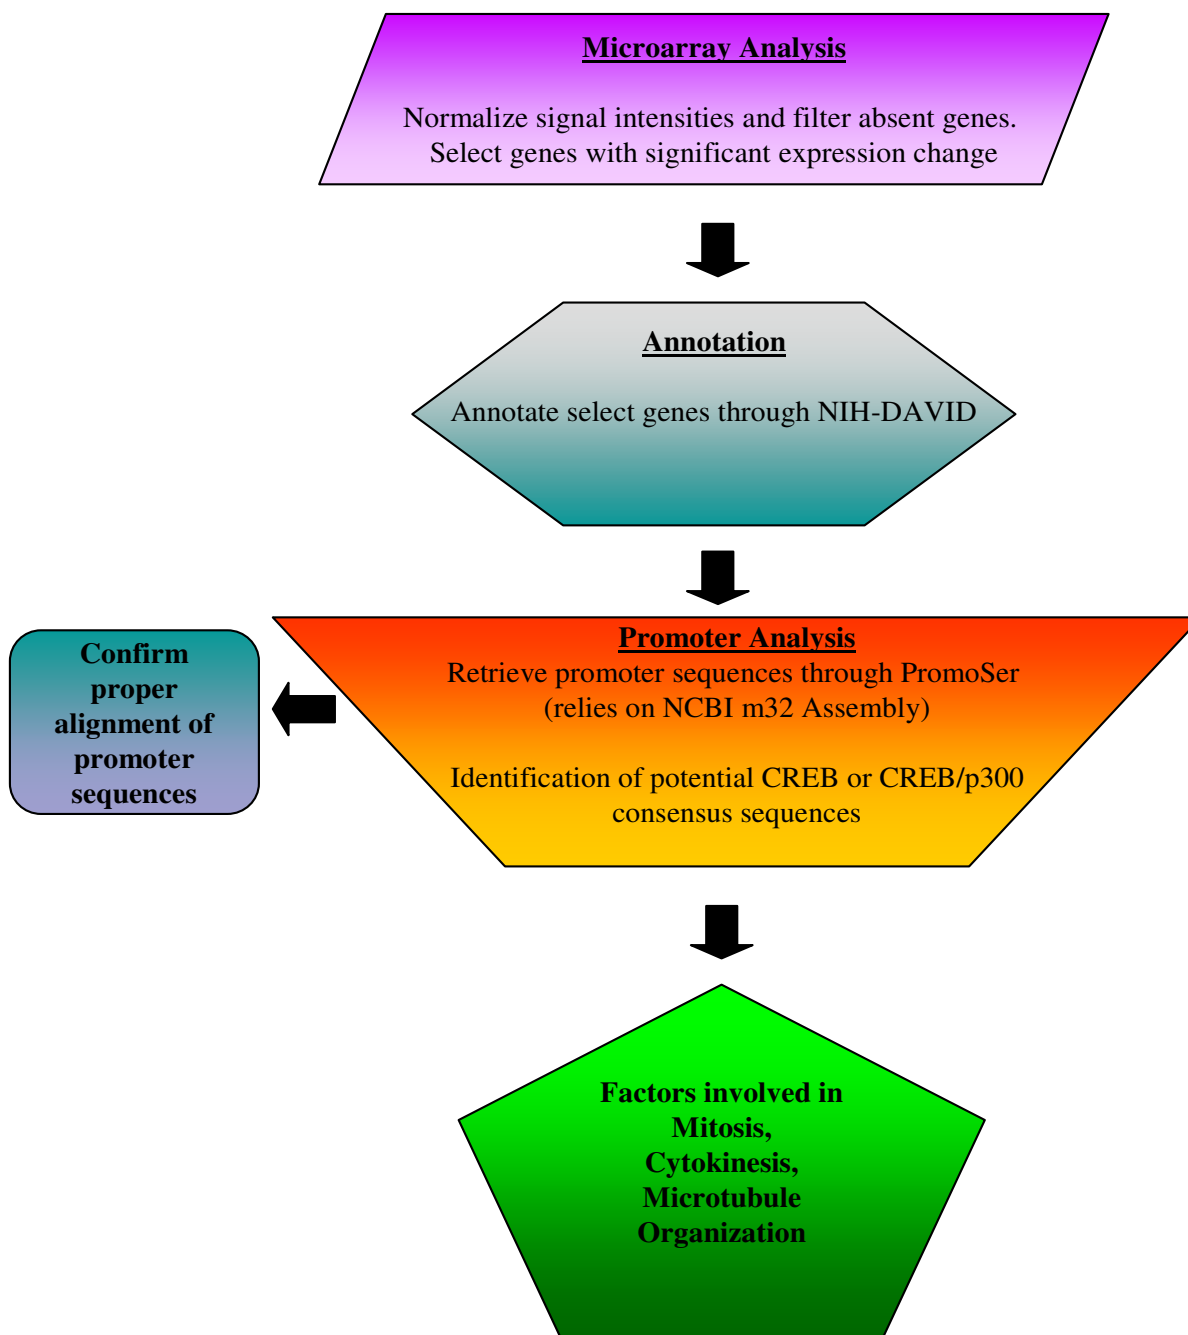 Microarray Analysis
Normalize signal intensities and filter absent genes.
Select genes with significant expression change
Annotation
Annotate select genes through NIH-DAVID
Promoter Analysis
Retrieve promoter sequences through PromoSer
(relies on NCBI m32 Assembly)
Identification of potential CREB or CREB/p300
consensus sequences
Confirm
proper
alignment of
promoter
sequences
Factors involved in
Mitosis,
Cytokinesis,
Microtubule
Organization